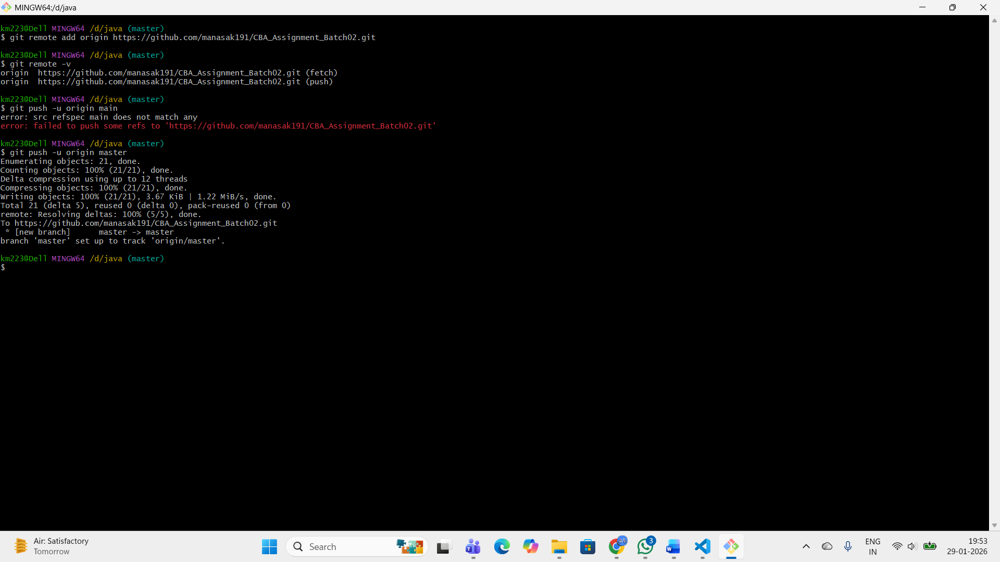 MINGW64:/d/java
km223@Dell MINGW64 /d/java (master)
$ git remote add origin https://github.com/manasak191/CBA_Assignment_Batch02.git
km223@Dell MINGW64 /d/java (master)
$ git remote -v
origin  https://github.com/manasak191/CBA_Assignment_Batch02.git (fetch)
origin  https://github.com/manasak191/CBA_Assignment_Batch02.git (push)
km223@Dell MINGW64 /d/java (master)
$ git push -u origin main
error: src refspec main does not match any
error: failed to push some refs to 'https://github.com/manasak191/CBA_Assignment_Batch02.git'
km223@Dell MINGW64 /d/java (master)
$ git push -u origin master
Enumerating objects: 21, done.
Counting objects: 100% (21/21), done.
Delta compression using up to 12 threads
Compressing objects: 100% (21/21), done.
Writing objects: 100% (21/21), 3.67 KiB | 1.22 MiB/s, done.
Total 21 (delta 5), reused 0 (delta 0), pack-reused 0 (from 0)
remote: Resolving deltas: 100% (5/5), done.
To https://github.com/manasak191/CBA_Assignment_Batch02.git
 * [new branch]      master -> master
branch 'master' set up to track 'origin/master'.
km223@Dell MINGW64 /d/java (master)
$
Air: Satisfactory
Tomorrow
Search
3
ENG
IN
19:53
29-01-2026